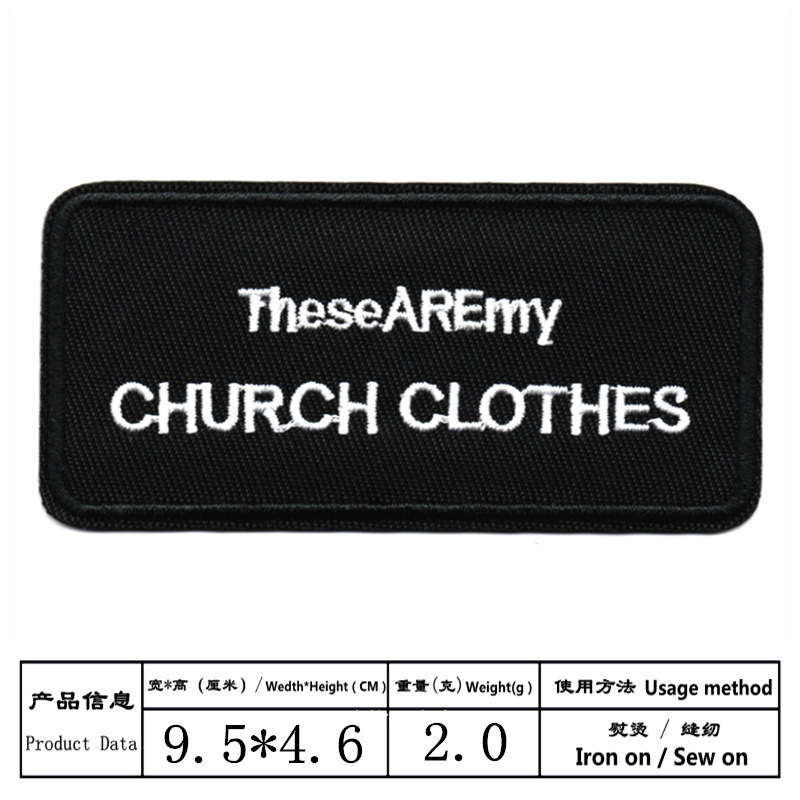 TheseAREmy
CHURCH CLOTHES
产品信息
Product Data
宽*高（厘米）/ Wedth*Height ( CM )
9.5*4.6
重量(克) Weight(g)
2.0
使用方法 Usage method
熨烫 / 缝纫
Iron on / Sew on